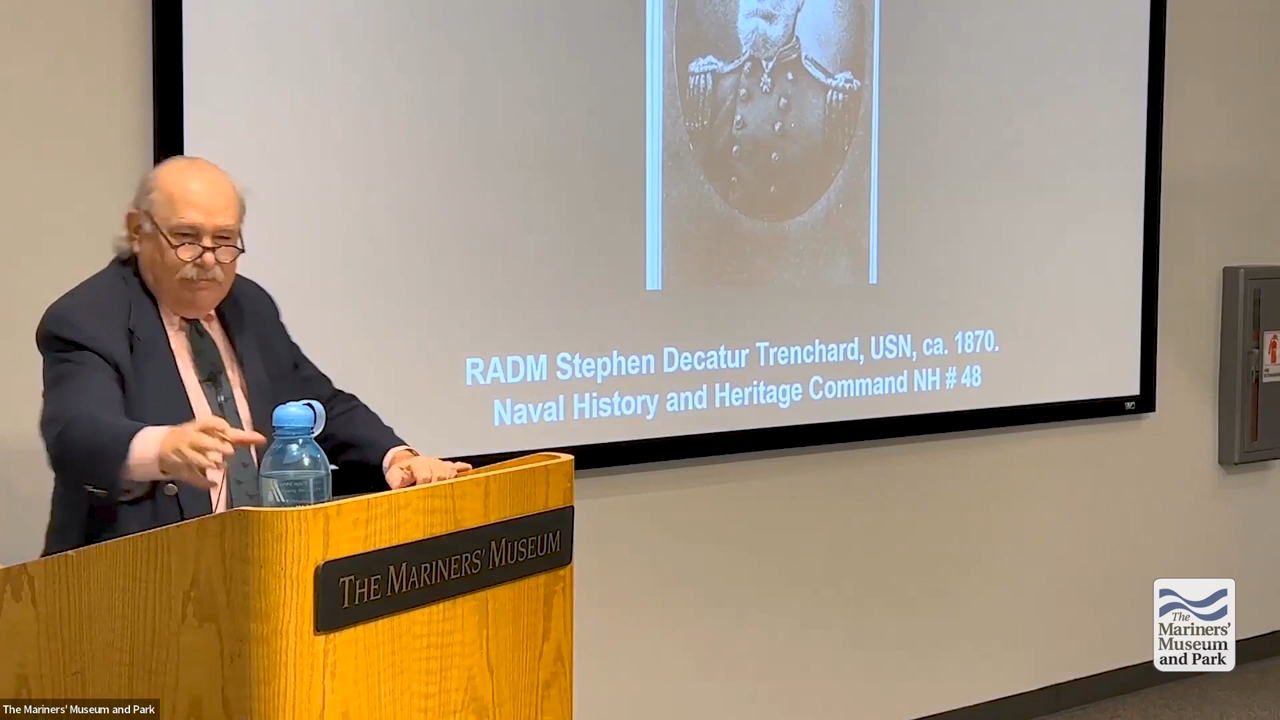 RADM Stephen Decatur Trenchard, USN, ca. 1870.
Naval History and Heritage Command NH # 48
THE MARINERS' MUSEUM
The
Mariners'
Museum
and Park
The Mariners' Museum and Park